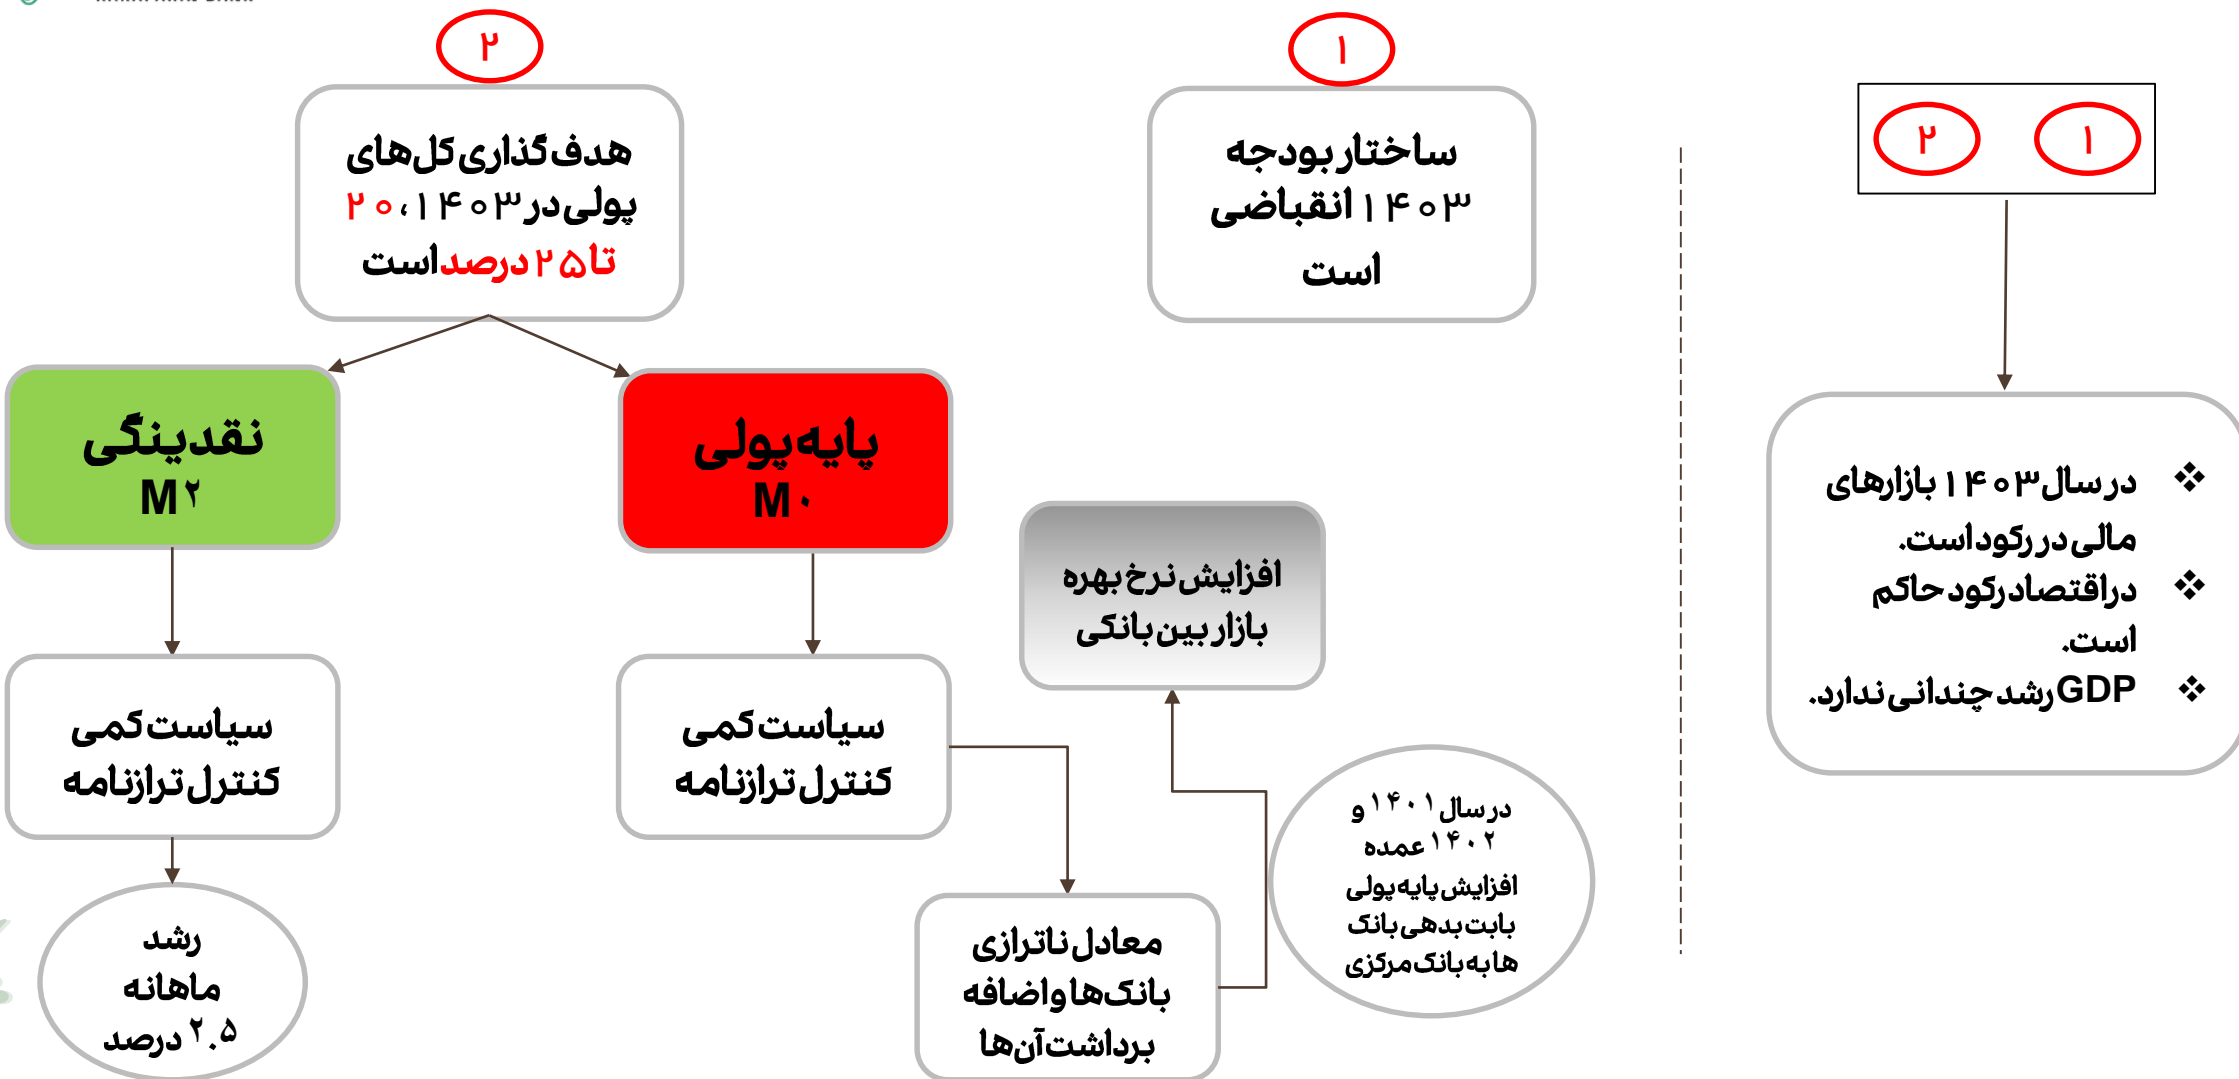 ۱
ساختار بودجه
۱۴۰۳ انقباضی
است
۲
هدف گذاری کل های
پولی در ۱۴۰۳، ۲۰
تا ۲۵ درصد است
پایه پولی
M۰
نقدینگی
M۲
سیاست کمی
کنترل ترازنامه
سیاست کمی
کنترل ترازنامه
رشد
ماهانه
۲.۵ درصد
معادل ناترازی
بانک ها و اضافه
برداشت آن ها
افزایش نرخ بهره
بازار بین بانکی
در سال ۱۴۰۱ و
۱۴۰۲ عمده
افزایش پایه پولی
بابت بدهی بانک
ها به بانک مرکزی
۱ ۲
❖ در سال ۱۴۰۳ بازارهای
مالی در رکود است.
❖ در اقتصاد رکود حاکم
است.
❖ GDP رشد چندانی ندارد.